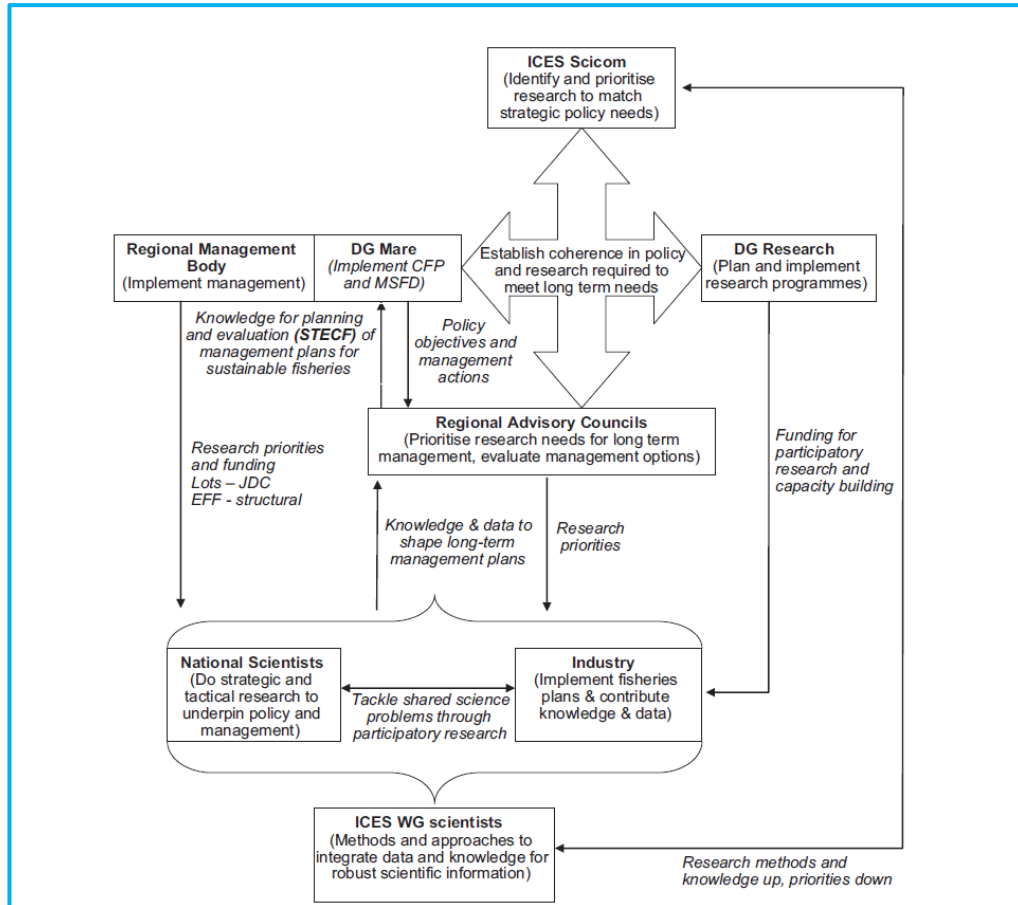 ICES Scicom
(Identify and prioritise
research to match
strategic policy needs)
Regional Management
Body
(Implement management)
DG Mare
(Implement CFP
and MSFD)
Establish coherence in policy
and research required to
meet long term needs
DG Research
(Plan and implement
research programmes)
Knowledge for planning
and evaluation (STECF) of
management plans for
sustainable fisheries
Policy
objectives and
management
actions
Regional Advisory Councils
(Prioritise research needs for long term
management, evaluate management options)
Research priorities
and funding
Lots – JDC
EFF - structural
Funding for
participatory
research and
capacity building
Knowledge & data to
shape long-term
management plans
Research
priorities
National Scientists
(Do strategic and
tactical research to
underpin policy and
management)
Tackle shared science
problems through
participatory research
Industry
(Implement fisheries
plans & contribute
knowledge & data)
ICES WG scientists
(Methods and approaches to
integrate data and knowledge for
robust scientific information)
Research methods and
knowledge up, priorities down